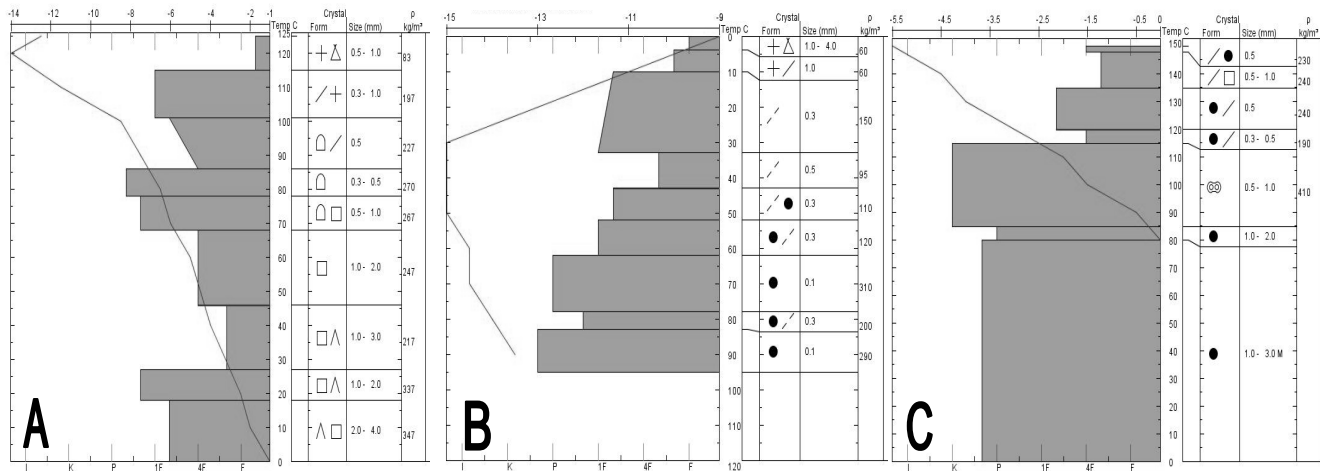 -14 -12 -10 -8 -6 -4 -2 -1
Temp C
Crystal
Form Size (mm)
ρ
kg/m³
125
120
110
100
90
80
70
60
50
40
30
20
10
0
0.5 - 1.0 83
0.3 - 1.0 197
0.5 227
0.3 - 0.5 270
0.5 - 1.0 267
1.0 - 2.0 247
1.0 - 3.0 217
1.0 - 2.0 337
2.0 - 4.0 347
I K P 1F 4F F
A
-15 -13 -11 -9
Temp C
Crystal
Form Size (mm)
ρ
kg/m³
0
10
20
30
40
50
60
70
80
90
100
110
120
1.0 - 4.0 60
1.0 60
0.3 150
0.5 95
0.3 110
0.3 120
0.1 310
0.3 200
0.1 290
I K P 1F 4F F
B
-5.5 -4.5 -3.5 -2.5 -1.5 -0.5 0
Temp C
Crystal
Form Size (mm)
ρ
kg/m³
150
140
130
120
110
100
90
80
70
60
50
40
30
20
10
0
0.5 230
0.5 - 1.0 240
0.5 240
0.3 - 0.5 190
0.5 - 1.0 410
1.0 - 2.0
1.0 - 3.0 M
I K P 1F 4F F
C